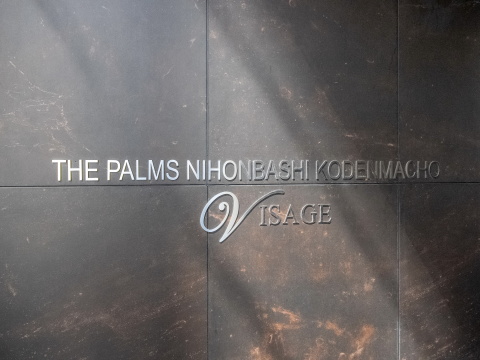 THE PALMS NIHONBASHI KODENMACHO
VISAGE